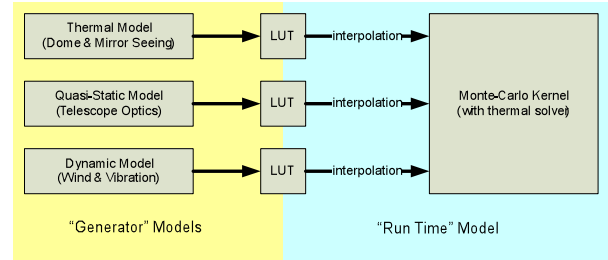 Thermal Model
(Dome & Mirror Seeing)
LUT
interpolation
Quasi-Static Model
(Telescope Optics)
LUT
interpolation
Monte-Carlo Kernel
(with thermal solver)
Dynamic Model
(Wind & Vibration)
LUT
interpolation
“Generator” Models
“Run Time” Model